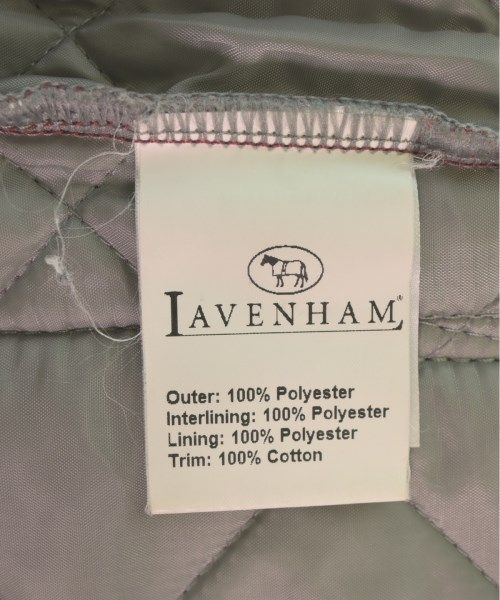 LAVENHAM®
Outer: 100% Polyester
Interlining: 100% Polyester
Lining: 100% Polyester
Trim: 100% Cotton